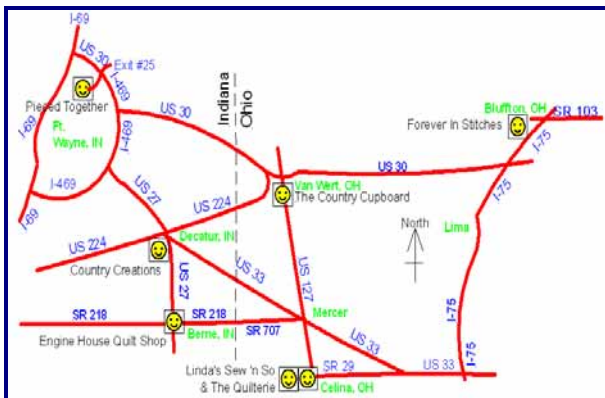 I-69
US 30
Exit #25
I-469
Pieced Together
Ft.
Wayne, IN
I-69
I-469
I-469
I-69
US 30
US 27
Indiana
Ohio
Bluffton, OH
SR 103
Forever In Stitches
I-75
US 30
I-75
Van Wert, OH
The Country Cupboard
US 224
Decatur, IN
US 224
Country Creations
US 27
US 33
US 127
North
Lima
I-75
Mercer
SR 218
SR 218
SR 707
Engine House Quilt Shop
Berne, IN
US 33
I-75
Linda's Sew 'n So
& The Quilterie
SR 29
US 33
Celina, OH